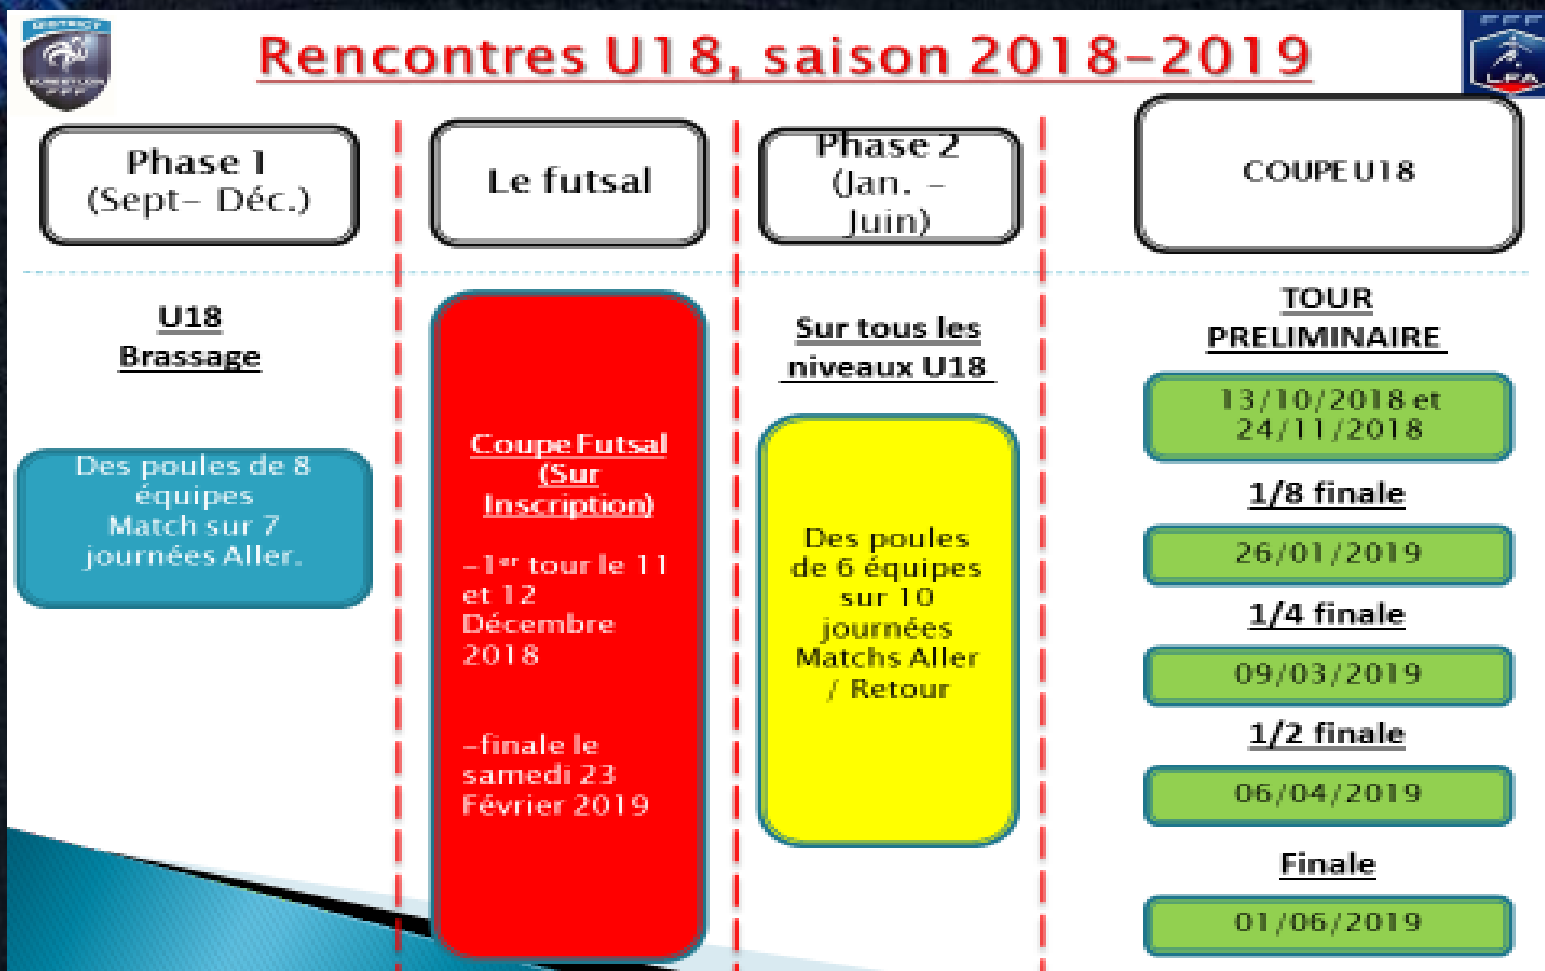 DISTRICT
FFF
FFF
LFA
Rencontres U18, saison 2018-2019
Phase 1
(Sept- Déc.)
U18
Brassage
Des poules de 8
équipes
Match sur 7
journées Aller.
Le futsal
Coupe Futsal
(Sur
Inscription)
-1er tour le 11
et 12
Décembre
2018
-finale le
samedi 23
Février 2019
Phase 2
(Jan. -
Juin)
Sur tous les
niveaux U18
Des poules
de 6 équipes
sur 10
journées
Matchs Aller
/ Retour
COUPE U18
TOUR
PRELIMINAIRE
13/10/2018 et
24/11/2018
1/8 finale
26/01/2019
1/4 finale
09/03/2019
1/2 finale
06/04/2019
Finale
01/06/2019